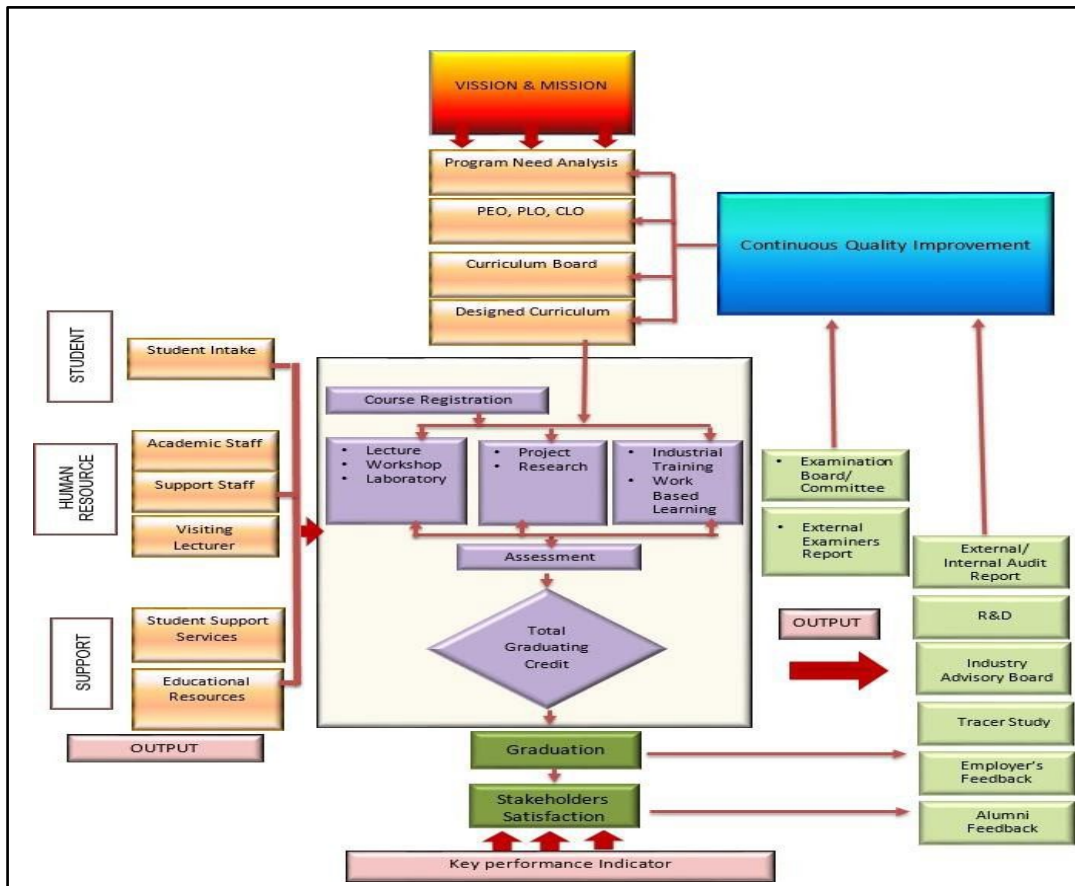 VISSION & MISSION
Program Need Analysis
PEO, PLO, CLO
Curriculum Board
Designed Curriculum
Continuous Quality Improvement
STUDENT
Student Intake
HUMAN
RESOURCE
Academic Staff
Support Staff
Visiting
Lecturer
SUPPORT
Student Support
Services
Educational
Resources
OUTPUT
Course Registration
• Lecture
• Workshop
• Laboratory
• Project
• Research
• Industrial
Training
• Work
Based
Learning
Assessment
Total
Graduating
Credit
Graduation
Stakeholders
Satisfaction
Key performance Indicator
• Examination
Board/
Committee
• External
Examiners
Report
OUTPUT
External/
Internal Audit
Report
R&D
Industry
Advisory Board
Tracer Study
Employer's
Feedback
Alumni
Feedback